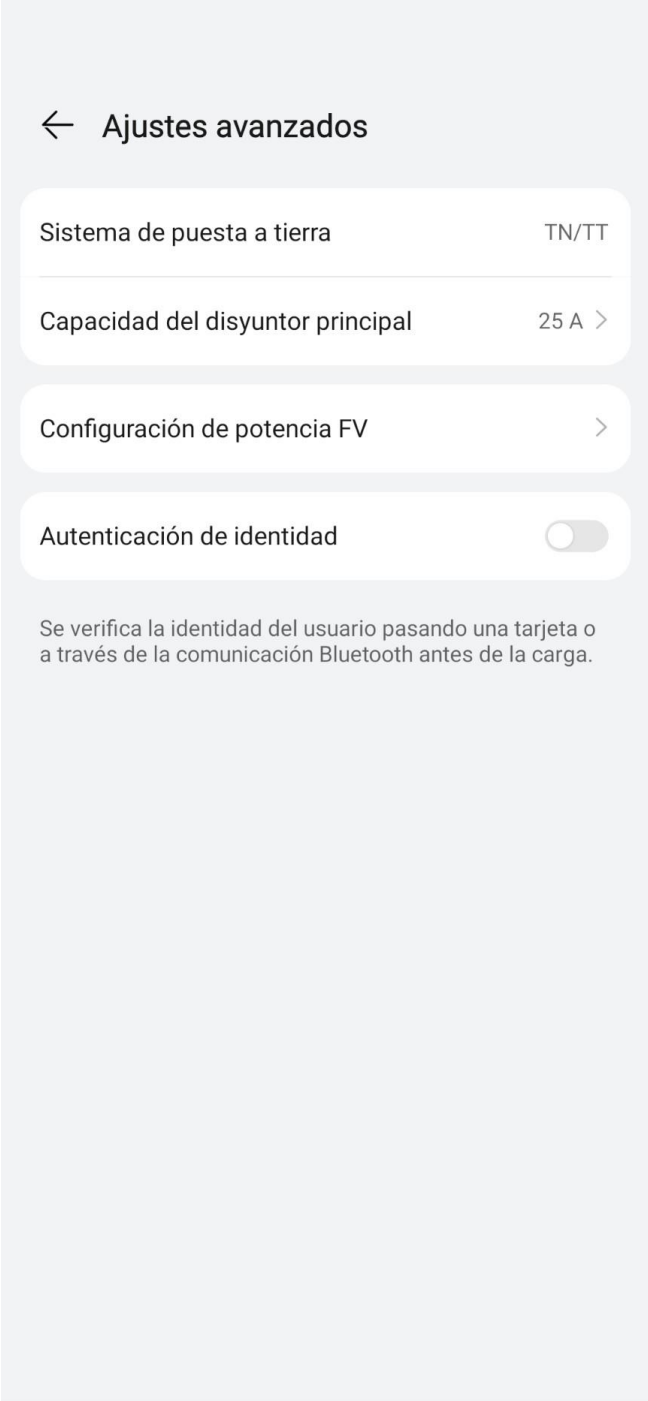 Ajustes avanzados
Sistema de puesta a tierra TN/TT
Capacidad del disyuntor principal 25 A
Configuración de potencia FV
Autenticación de identidad
Se verifica la identidad del usuario pasando una tarjeta o
a través de la comunicación Bluetooth antes de la carga.